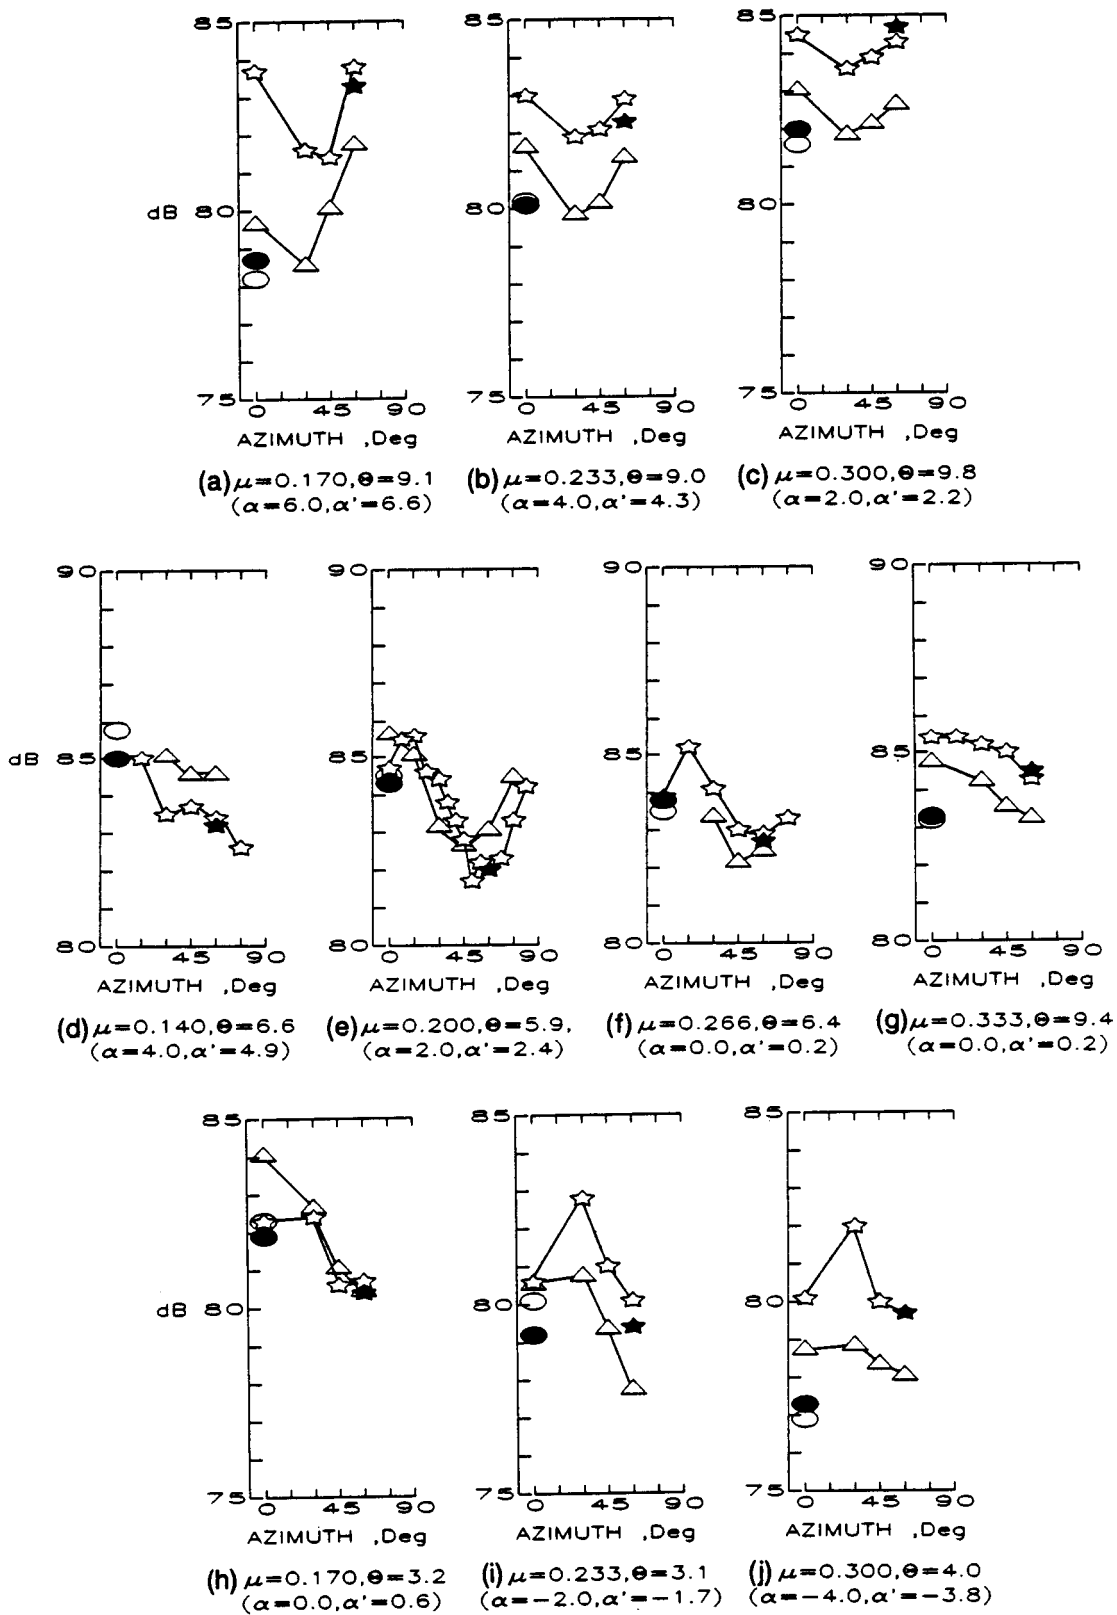 85
85
85
dB 80
80
80
75
75
75
0 45 90
0 45 90
0 45 90
AZIMUTH ,Deg
AZIMUTH ,Deg
AZIMUTH ,Deg
(a) μ=0.170,Θ=9.1
(α=6.0,α'=6.6)
(b) μ=0.233,Θ=9.0
(α=4.0,α'=4.3)
(c) μ=0.300,Θ=9.8
(α=2.0,α'=2.2)
90
90
90
90
dB 85
85
85
85
80
80
80
80
0 45 90
0 45 90
0 45 90
0 45 90
AZIMUTH ,Deg
AZIMUTH ,Deg
AZIMUTH ,Deg
AZIMUTH ,Deg
(d) μ=0.140,Θ=6.6
(α=4.0,α'=4.9)
(e) μ=0.200,Θ=5.9,
(α=2.0,α'=2.4)
(f) μ=0.266,Θ=6.4
(α=0.0,α'=0.2)
(g) μ=0.333,Θ=9.4
(α=0.0,α'=0.2)
85
85
85
dB 80
80
80
75
75
75
0 45 90
0 45 90
0 45 90
AZIMUTH ,Deg
AZIMUTH ,Deg
AZIMUTH ,Deg
(h) μ=0.170,Θ=3.2
(α=0.0,α'=0.6)
(i) μ=0.233,Θ=3.1
(α=−2.0,α'=−1.7)
(j) μ=0.300,Θ=4.0
(α=−4.0,α'=−3.8)